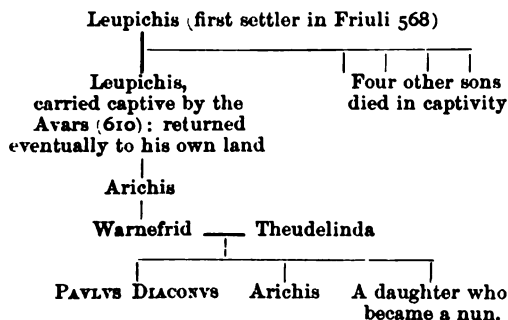 Leupichis (first settler in Friuli 568)
Leupichis,
carried captive by the
Avars (610): returned
eventually to his own land
Four other sons
died in captivity
Arichis
Warnefrid Theudelinda
PAVLVS DIACONVS Arichis A daughter who
became a nun.